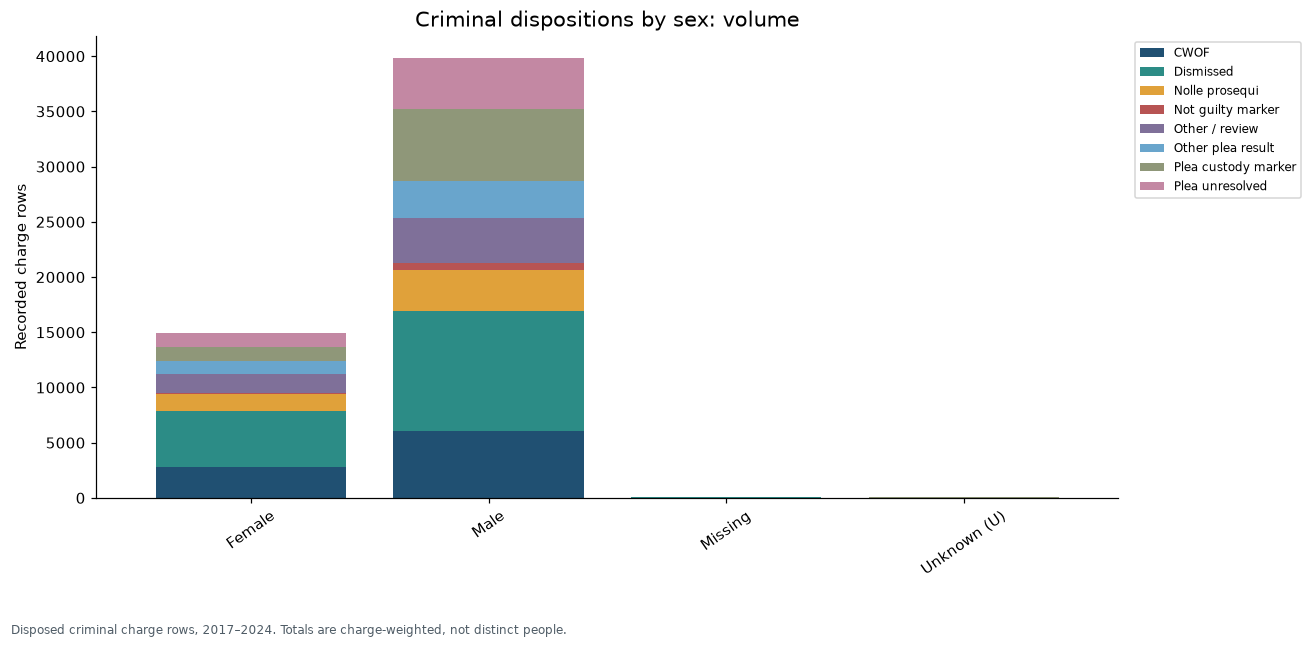 Criminal dispositions by sex: volume
Recorded charge rows
40000
35000
30000
25000
20000
15000
10000
5000
0
Female
Male
Missing
Unknown (U)
CWOF
Dismissed
Nolle prosequi
Not guilty marker
Other / review
Other plea result
Plea custody marker
Plea unresolved
Disposed criminal charge rows, 2017–2024. Totals are charge-weighted, not distinct people.